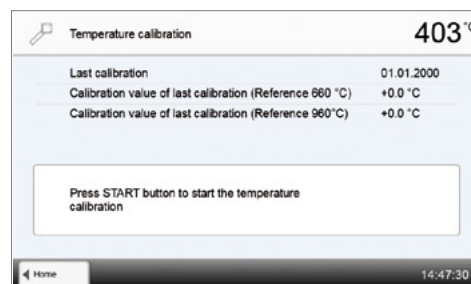 Temperature calibration 403 °C
Last calibration 01.01.2000
Calibration value of last calibration (Reference 660 °C) +0.0 °C
Calibration value of last calibration (Reference 960°C) +0.0 °C
Press START button to start the temperature
calibration
Home 14:47:30